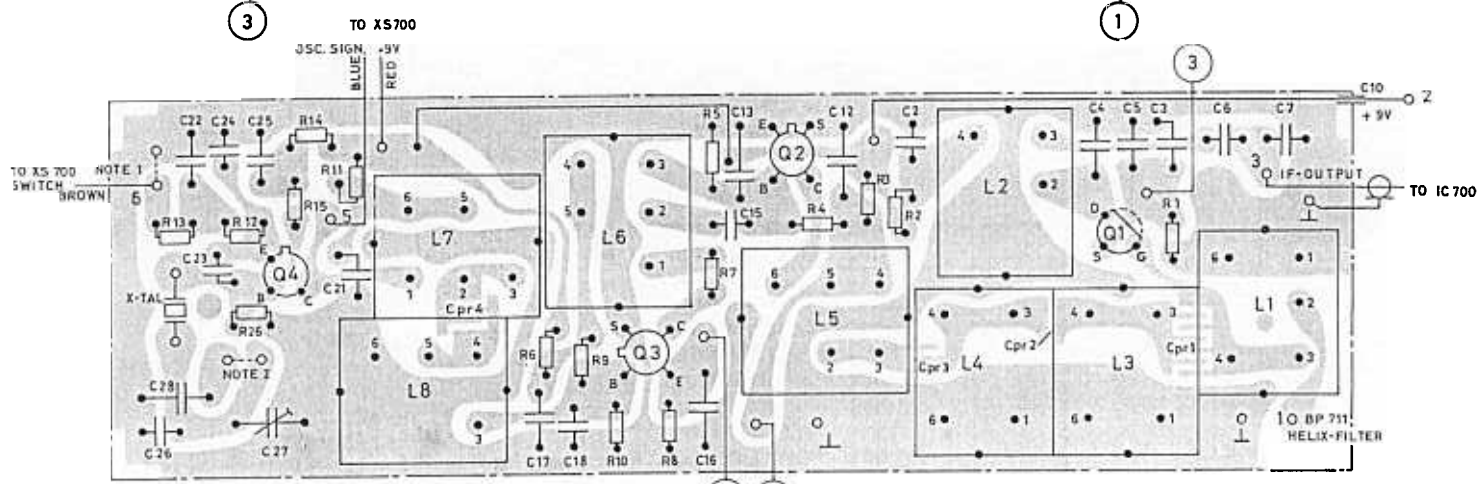 3
1
TO XS700
OSC. SIGN. +9V
BLUE
RED
3
C10
2
+ 9V
C22 C24 C25 R14
R5 C13 E S C12 C2
C4 C5 C3 C6 C7
Q2
B C
4 3
4 3
TO XS 700 NOTE 1
SWITCH BROWN
6
R11
R15
5
6 5
L7
5 L6 2
C15 R4 R3 R2
L2
2
D
Q1
S G
R1
3
IF-OUTPUT
TO IC 700
R13 R12
E
C23 Q4
B C
C21
1 2 3
Cpr4
1
R7
6 5 4
L5
2 3
6 1
L1
2
4 3
X-TAL
R26
NOTE 2
6 5 4
L8
3
R6 R9
S C
Q3
B E
4 3
Cpr2
Cpr3 L4
6 1
4 3
L3 Cpr1
6 1
C28
C26 C27
C17 C18 R10 R8 C16
1 BP 711
HELIX-FILTER